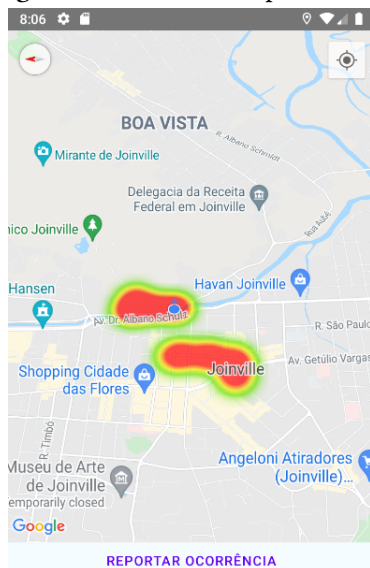 8:06
BOA VISTA
R. Albano Schmidt
Mirante de Joinville
Delegacia da Receita
Federal em Joinville
nico Joinville
Rua Aubé
Hansen
Havan Joinville
Av. Dr. Albano Schulz
R. São Paulo
Joinville
Av. Getúlio Vargas
Shopping Cidade
das Flores
R. Timbó
Angeloni Atiradores
(Joinville)...
Museu de Arte
de Joinville
emporarily closed
Google
REPORTAR OCORRÊNCIA